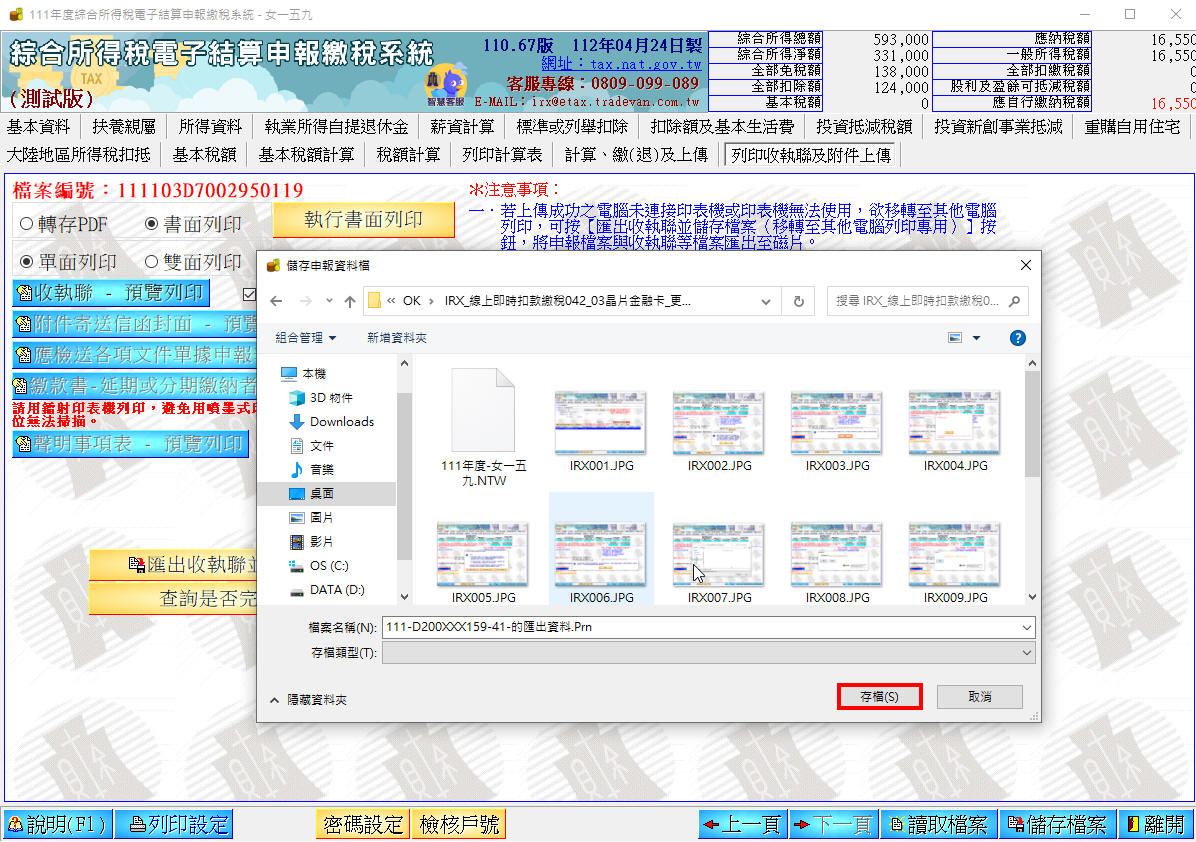 111年度綜合所得稅電子結算申報繳稅系統 - 女一五九
綜合所得稅電子結算申報繳稅系統
TAX
(測試版)
智慧客服
110.67版 112年04月24日製
網址：tax.nat.gov.tw
客服專線：0809-099-089
E-MAIL：irx@etax.tradevan.com.tw
綜合所得總額 593,000 應納稅額 16,550
綜合所得淨額 331,000 一般所得稅額 16,550
全部免稅額 138,000 全部扣繳稅額
全部扣除額 124,000 股利及盈餘可抵減稅額
基本稅額 0 應自行繳納稅額 16,550
基本資料 扶養親屬 所得資料 執業所得自提退休金 薪資計算 標準或列舉扣除 扣除額及基本生活費 投資抵減稅額 投資新創事業抵減 重購自用住宅
大陸地區所得稅扣抵 基本稅額 基本稅額計算 稅額計算 列印計算表 計算、繳(退)及上傳 列印收執聯及附件上傳
檔案編號：111103D7002950119
轉存PDF 書面列印 執行書面列印
單面列印 雙面列印
※注意事項：
一．若上傳成功之電腦未連接印表機或印表機無法使用，欲移轉至其他電腦
列印，可按［匯出收執聯並儲存檔案（移轉至其他電腦列印專用）］按
鈕，將申報檔案與收執聯等檔案匯出至磁片。
收執聯 - 預覽列印
附件寄送信函封面 - 預覽
應檢送各項文件單據申報
繳款書-延期或分期繳納者
請用鐳射印表機列印，避免用噴墨式
位無法掃描。
聲明事項表 - 預覽列印
匯出收執聯並
查詢是否完
儲存申報資料檔
« OK › IRX_線上即時扣款繳稅042_03晶片金融卡_更...
搜尋 IRX_線上即時扣款繳稅0...
組合管理 新增資料夾
?
本機
3D 物件
Downloads
文件
音樂
桌面
圖片
影片
OS (C:)
DATA (D:)
111年度-女一五
九.NTW
IRX001.JPG
IRX002.JPG
IRX003.JPG
IRX004.JPG
IRX005.JPG
IRX006.JPG
IRX007.JPG
IRX008.JPG
IRX009.JPG
檔案名稱(N): 111-D200XXX159-41-的匯出資料.Prn
存檔類型(T):
隱藏資料夾
存檔(S) 取消
說明(F1) 列印設定 密碼設定 檢核戶號 上一頁 下一頁 讀取檔案 儲存檔案 離開